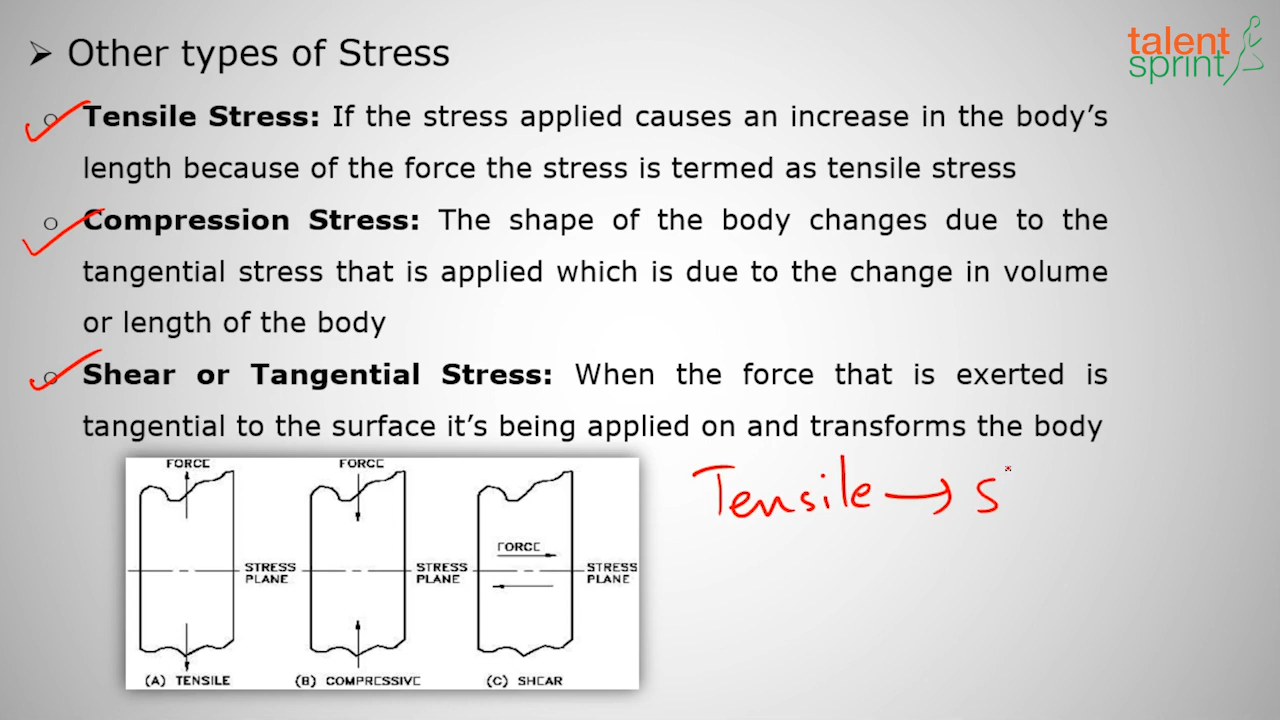 ➢ Other types of Stress
talent
sprint
○ Tensile Stress: If the stress applied causes an increase in the body's
length because of the force the stress is termed as tensile stress
○ Compression Stress: The shape of the body changes due to the
tangential stress that is applied which is due to the change in volume
or length of the body
○ Shear or Tangential Stress: When the force that is exerted is
tangential to the surface it's being applied on and transforms the body
Tensile → S
FORCE
STRESS
PLANE
(A) TENSILE
FORCE
STRESS
PLANE
(B) COMPRESSIVE
FORCE
STRESS
PLANE
(C) SHEAR